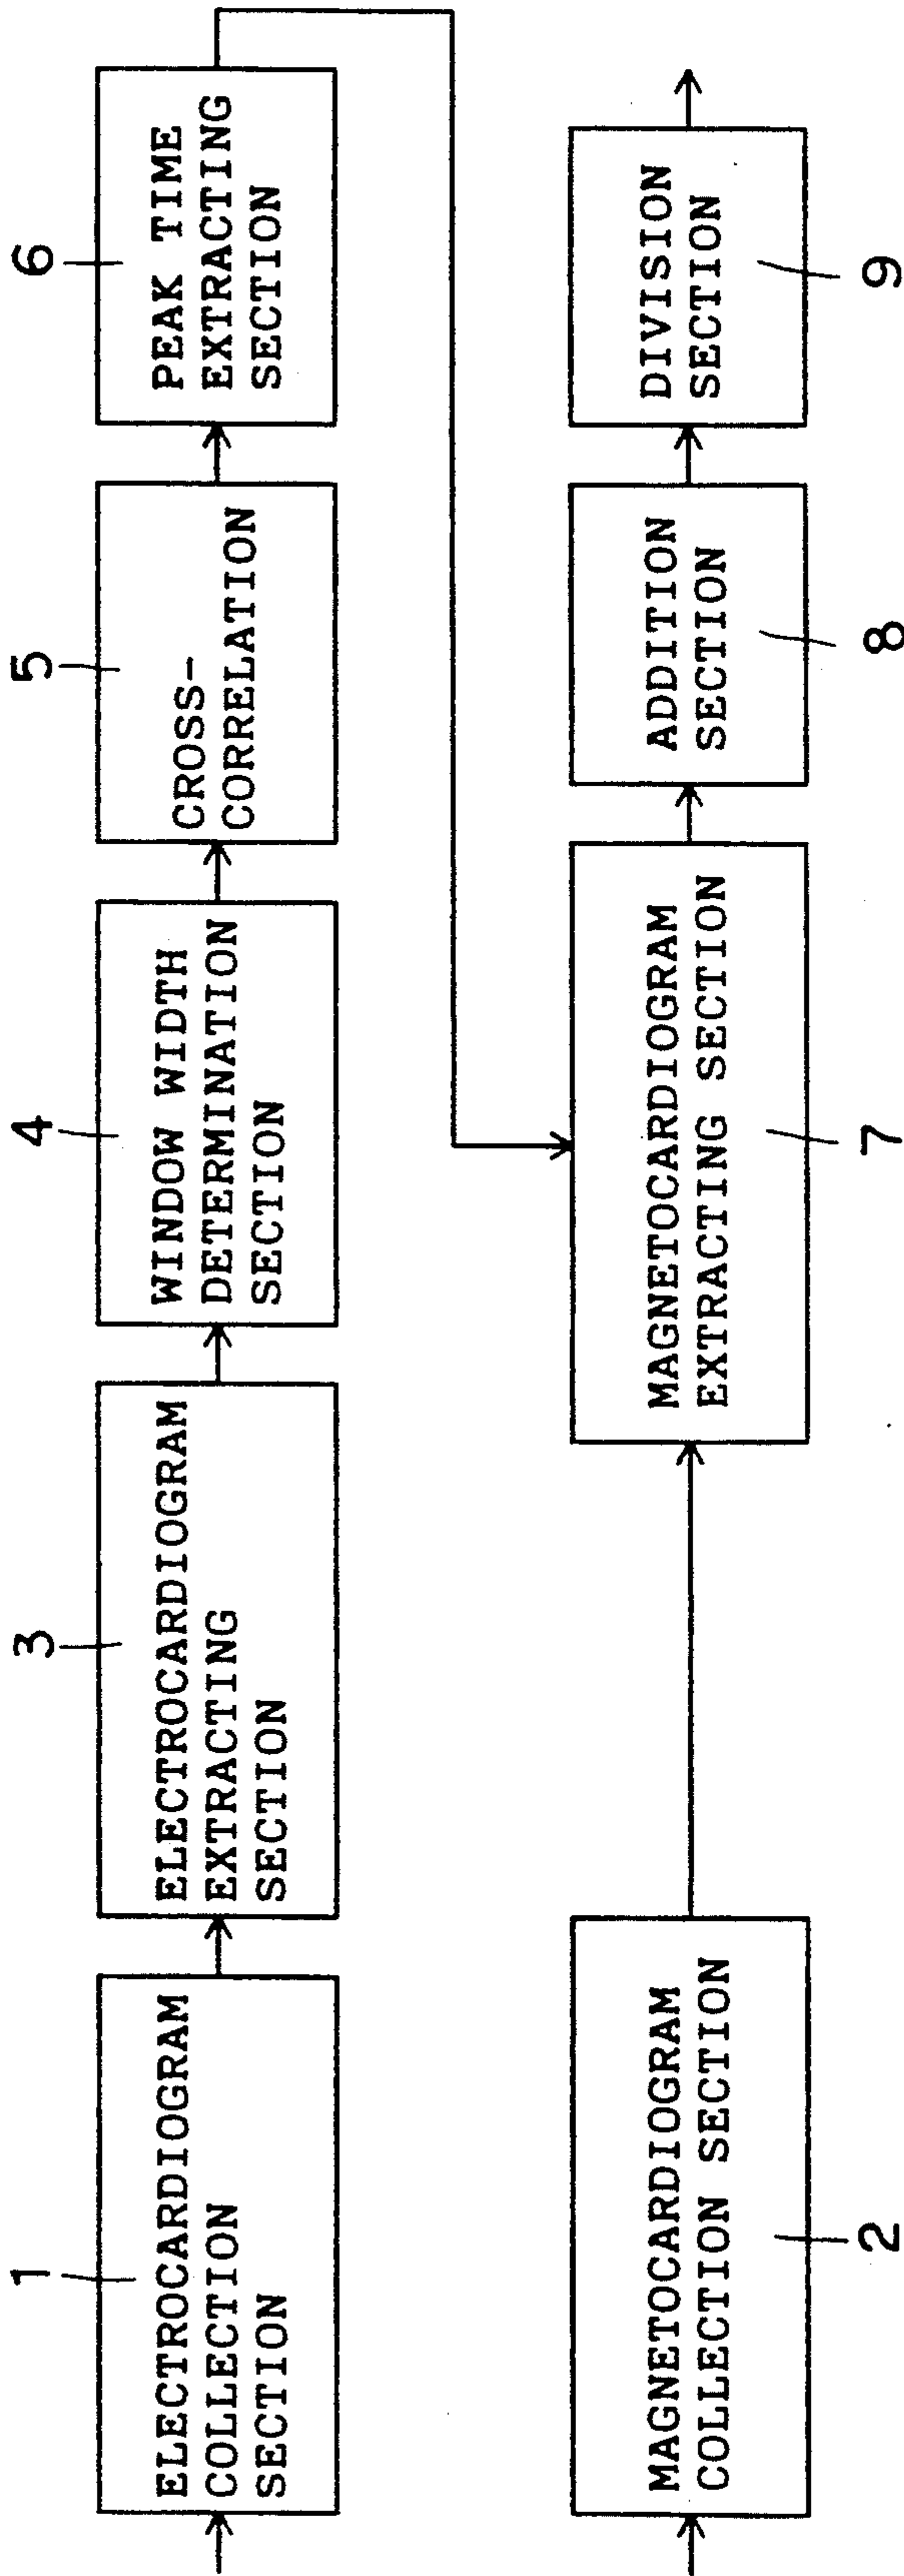 1
ELECTROCARDIOGRAM
COLLECTION
SECTION
3
ELECTROCARDIOGRAM
EXTRACTING
SECTION
4
WINDOW WIDTH
DETERMINATION
SECTION
5
CROSS-
CORRELATION
6
PEAK TIME
EXTRACTING
SECTION
MAGNETOCARDIOGRAM
COLLECTION SECTION
2
MAGNETOCARDIOGRAM
EXTRACTING SECTION
7
ADDITION
SECTION
8
DIVISION
SECTION
9